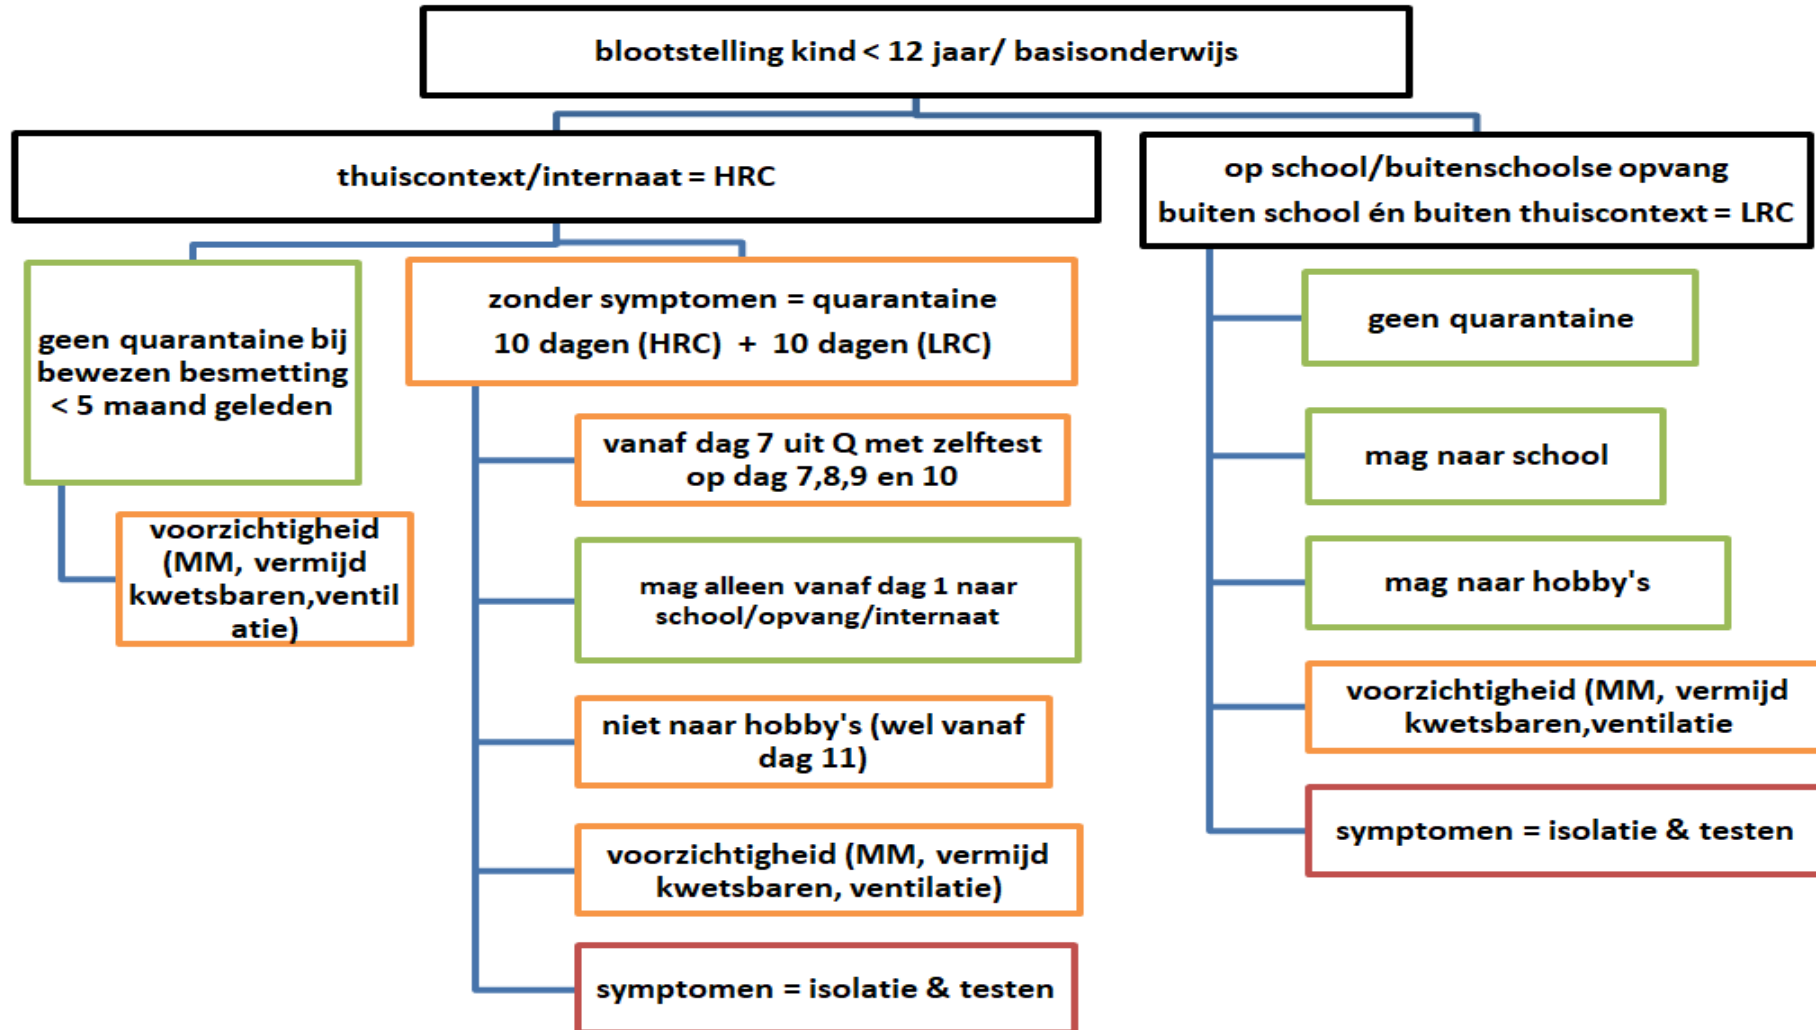 blootstelling kind < 12 jaar/ basisonderwijs
thuiscontext/internaat = HRC
op school/buitenschoolse opvang
buiten school én buiten thuiscontext = LRC
geen quarantaine bij
bewezen besmetting
< 5 maand geleden
voorzichtigheid
(MM, vermijd
kwetsbaren,ventil
atie)
zonder symptomen = quarantaine
10 dagen (HRC) + 10 dagen (LRC)
vanaf dag 7 uit Q met zelftest
op dag 7,8,9 en 10
mag alleen vanaf dag 1 naar
school/opvang/internaat
niet naar hobby's (wel vanaf
dag 11)
voorzichtigheid (MM, vermijd
kwetsbaren, ventilatie)
symptomen = isolatie & testen
geen quarantaine
mag naar school
mag naar hobby's
voorzichtigheid (MM, vermijd
kwetsbaren,ventilatie
symptomen = isolatie & testen